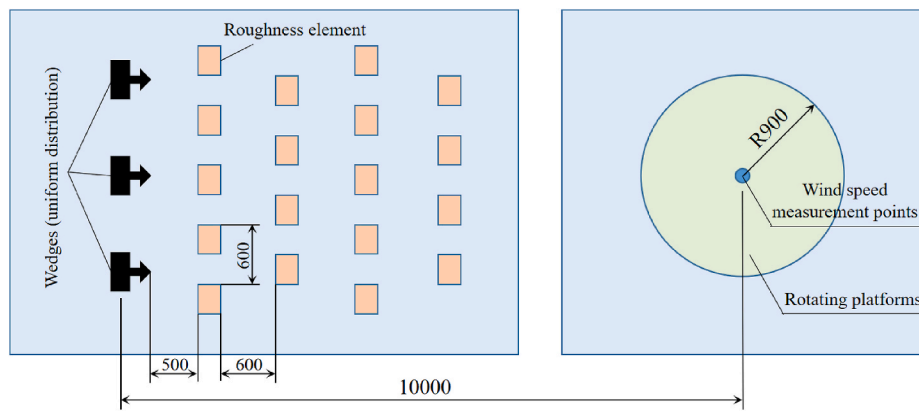 Roughness element
Wedges (uniform distribution)
600
500
600
10000
R900
Wind speed
measurement points
Rotating platforms